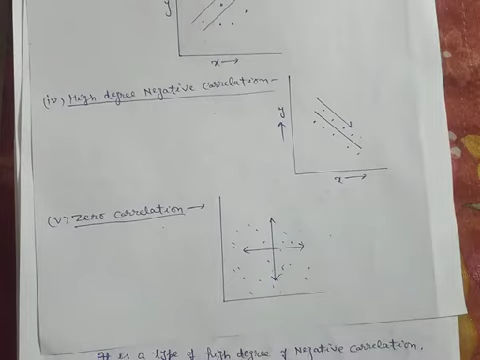 y
x →
(iv) High degree Negative Correlation -
y
↑
x →
(v) Zero Correlation →
It is a type of high degree of Negative Correlation.